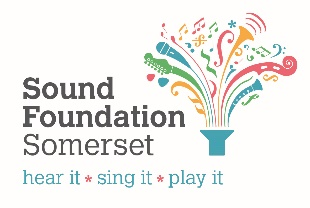 Sound
Foundation
Somerset
hear it * sing it * play it